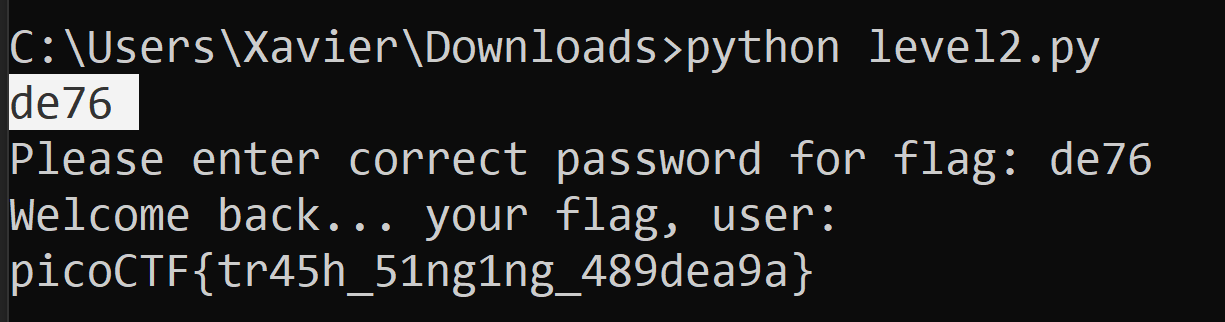 C:\Users\Xavier\Downloads>python level2.py
de76
Please enter correct password for flag: de76
Welcome back... your flag, user:
picoCTF{tr45h_51ng1ng_489dea9a}